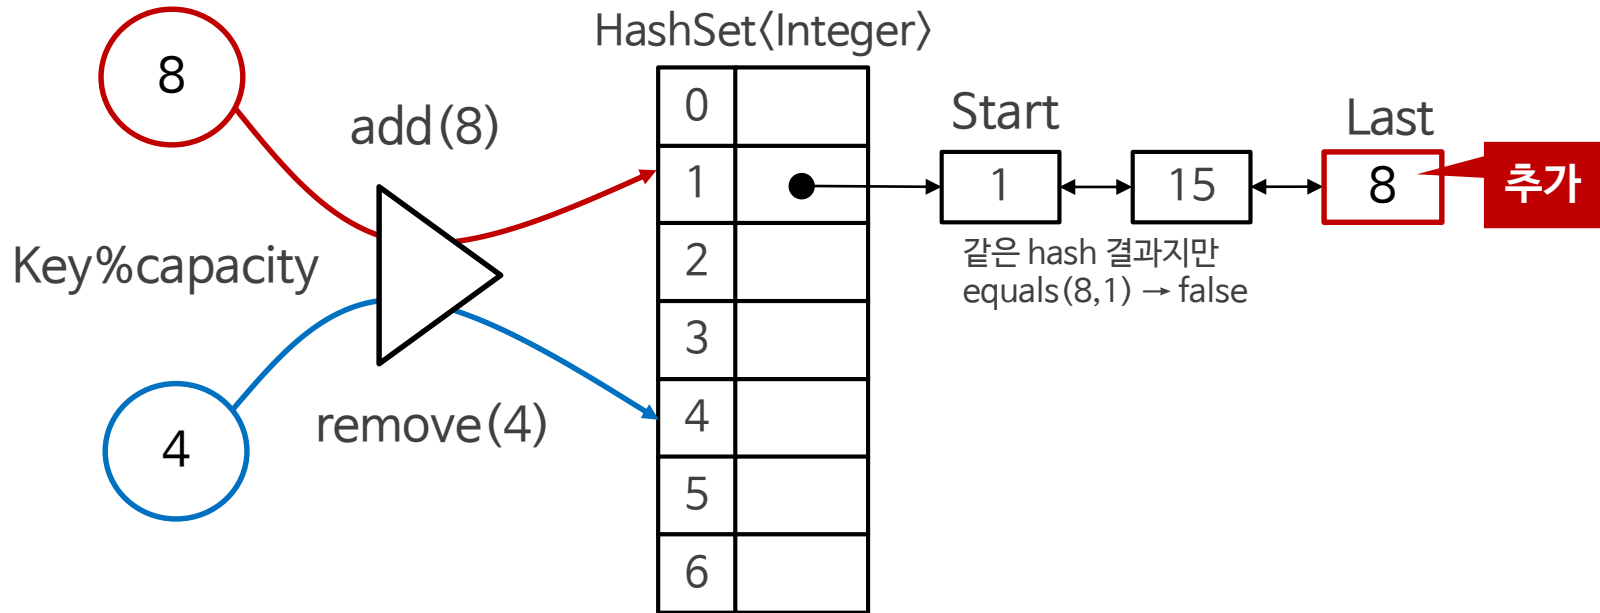 HashSet<Integer>
8
add(8)
Key%capacity
4
remove(4)
0
1
2
3
4
5
6
Start
Last
1
15
8
추가
같은 hash 결과지만
equals(8,1) → false